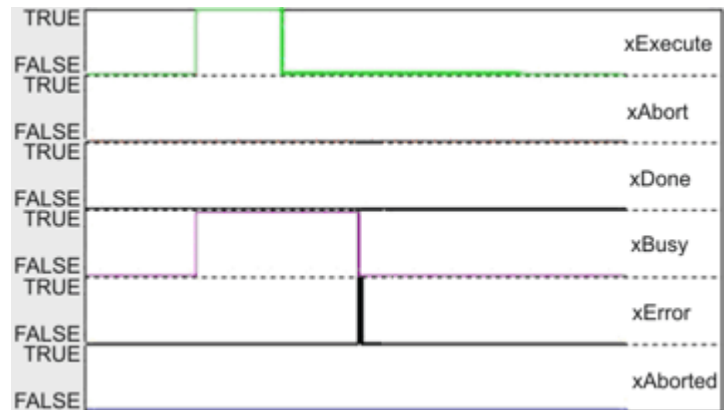 TRUE
xExecute
FALSE
TRUE
xAbort
FALSE
TRUE
xDone
FALSE
TRUE
xBusy
FALSE
TRUE
xError
FALSE
TRUE
xAborted
FALSE